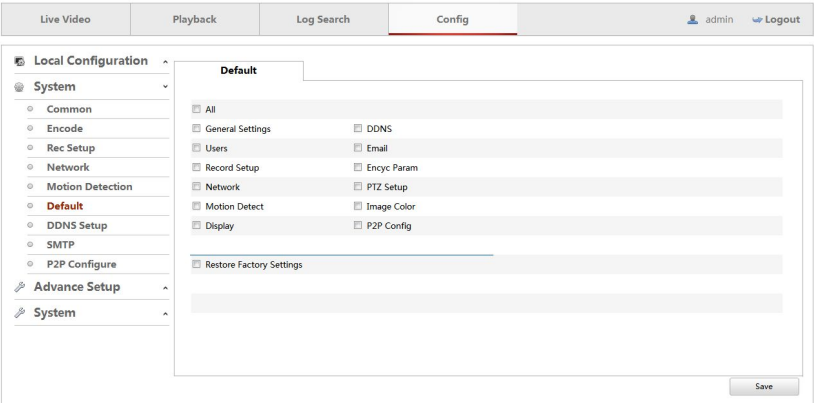 Live Video Playback Log Search Config admin Logout
Local Configuration
System
Common
Encode
Rec Setup
Network
Motion Detection
Default
DDNS Setup
SMTP
P2P Configure
Advance Setup
System
Default
All
General Settings DDNS
Users Email
Record Setup Encyc Param
Network PTZ Setup
Motion Detect Image Color
Display P2P Config
Restore Factory Settings
Save